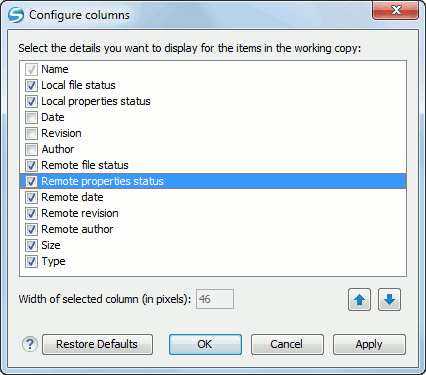 Configure columns
Select the details you want to display for the items in the working copy:
Name
Local file status
Local properties status
Date
Revision
Author
Remote file status
Remote properties status
Remote date
Remote revision
Remote author
Size
Type
Width of selected column (in pixels): 46
? Restore Defaults OK Cancel Apply